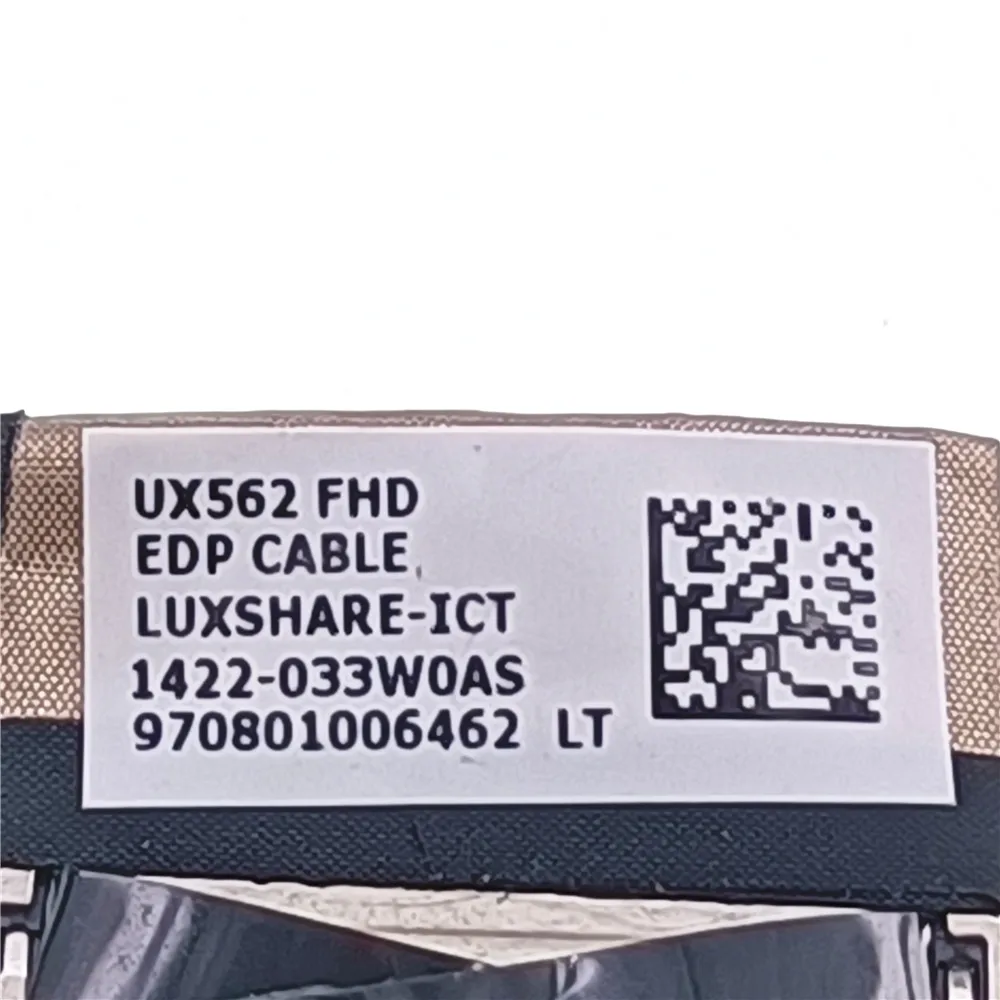 UX562 FHD
EDP CABLE
LUXSHARE-ICT
1422-033W0AS
970801006462 LT